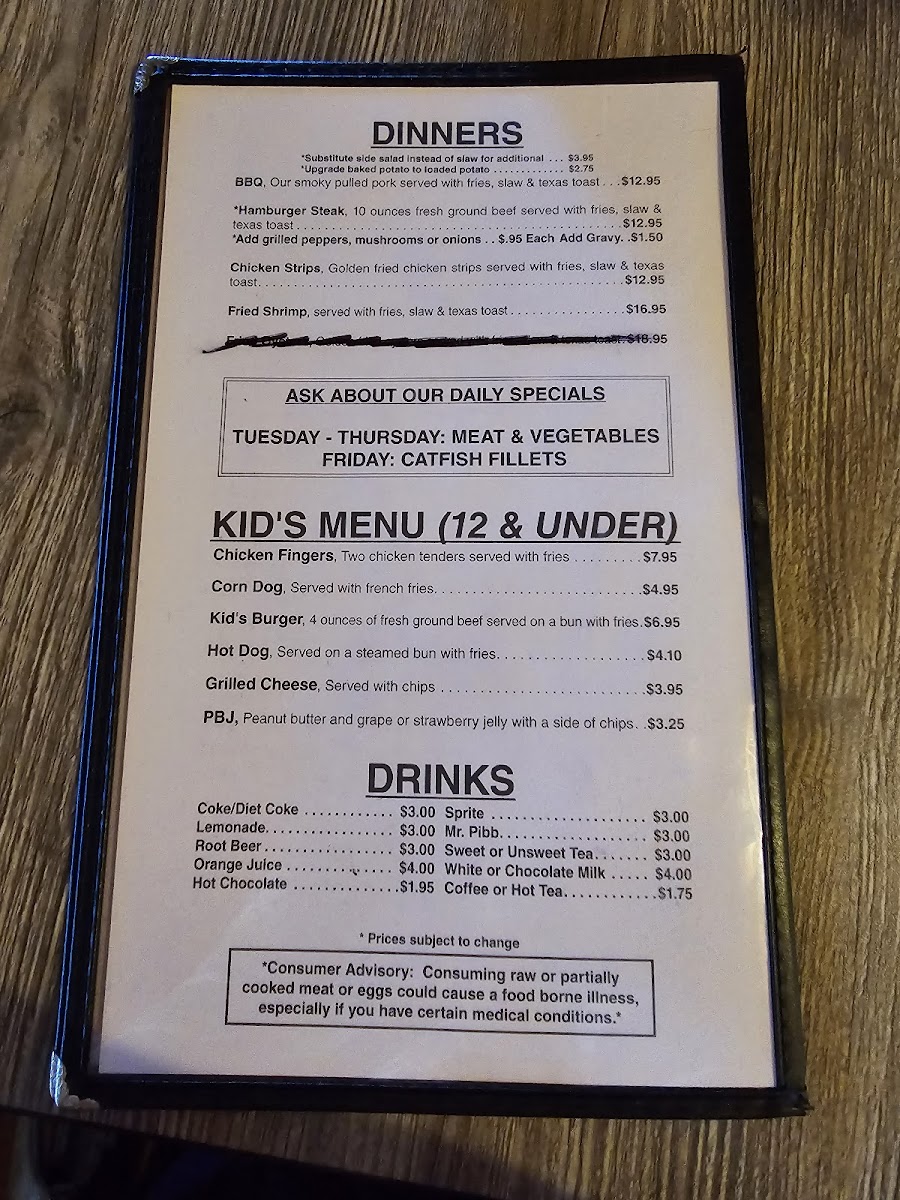 DINNERS
*Substitute side salad instead of slaw for additional ... $3.95
*Upgrade baked potato to loaded potato ............. $2.75
BBQ, Our smoky pulled pork served with fries, slaw & texas toast ...$12.95
*Hamburger Steak, 10 ounces fresh ground beef served with fries, slaw &
texas toast ................................................ $12.95
*Add grilled peppers, mushrooms or onions .. $.95 Each Add Gravy. .$1.50
Chicken Strips, Golden fried chicken strips served with fries, slaw & texas
toast. ...................................................... $12.95
Fried Shrimp, served with fries, slaw & texas toast ................ $16.95
toast. $18.95
ASK ABOUT OUR DAILY SPECIALS
TUESDAY - THURSDAY: MEAT & VEGETABLES
FRIDAY: CATFISH FILLETS
KID'S MENU (12 & UNDER)
Chicken Fingers, Two chicken tenders served with fries ......... $7.95
Corn Dog, Served with french fries. .......................... $4.95
Kid's Burger, 4 ounces of fresh ground beef served on a bun with fries. $6.95
Hot Dog, Served on a steamed bun with fries. .................. $4.10
Grilled Cheese, Served with chips ......................... $3.95
PBJ, Peanut butter and grape or strawberry jelly with a side of chips. . $3.25
DRINKS
Coke/Diet Coke ............ $3.00 Sprite .................... $3.00
Lemonade. ................ $3.00 Mr. Pibb. ................... $3.00
Root Beer ................. $3.00 Sweet or Unsweet Tea. ...... $3.00
Orange Juice .............. $4.00 White or Chocolate Milk ..... $4.00
Hot Chocolate ............. $1.95 Coffee or Hot Tea. ........... $1.75
* Prices subject to change
*Consumer Advisory: Consuming raw or partially
cooked meat or eggs could cause a food borne illness,
especially if you have certain medical conditions.*